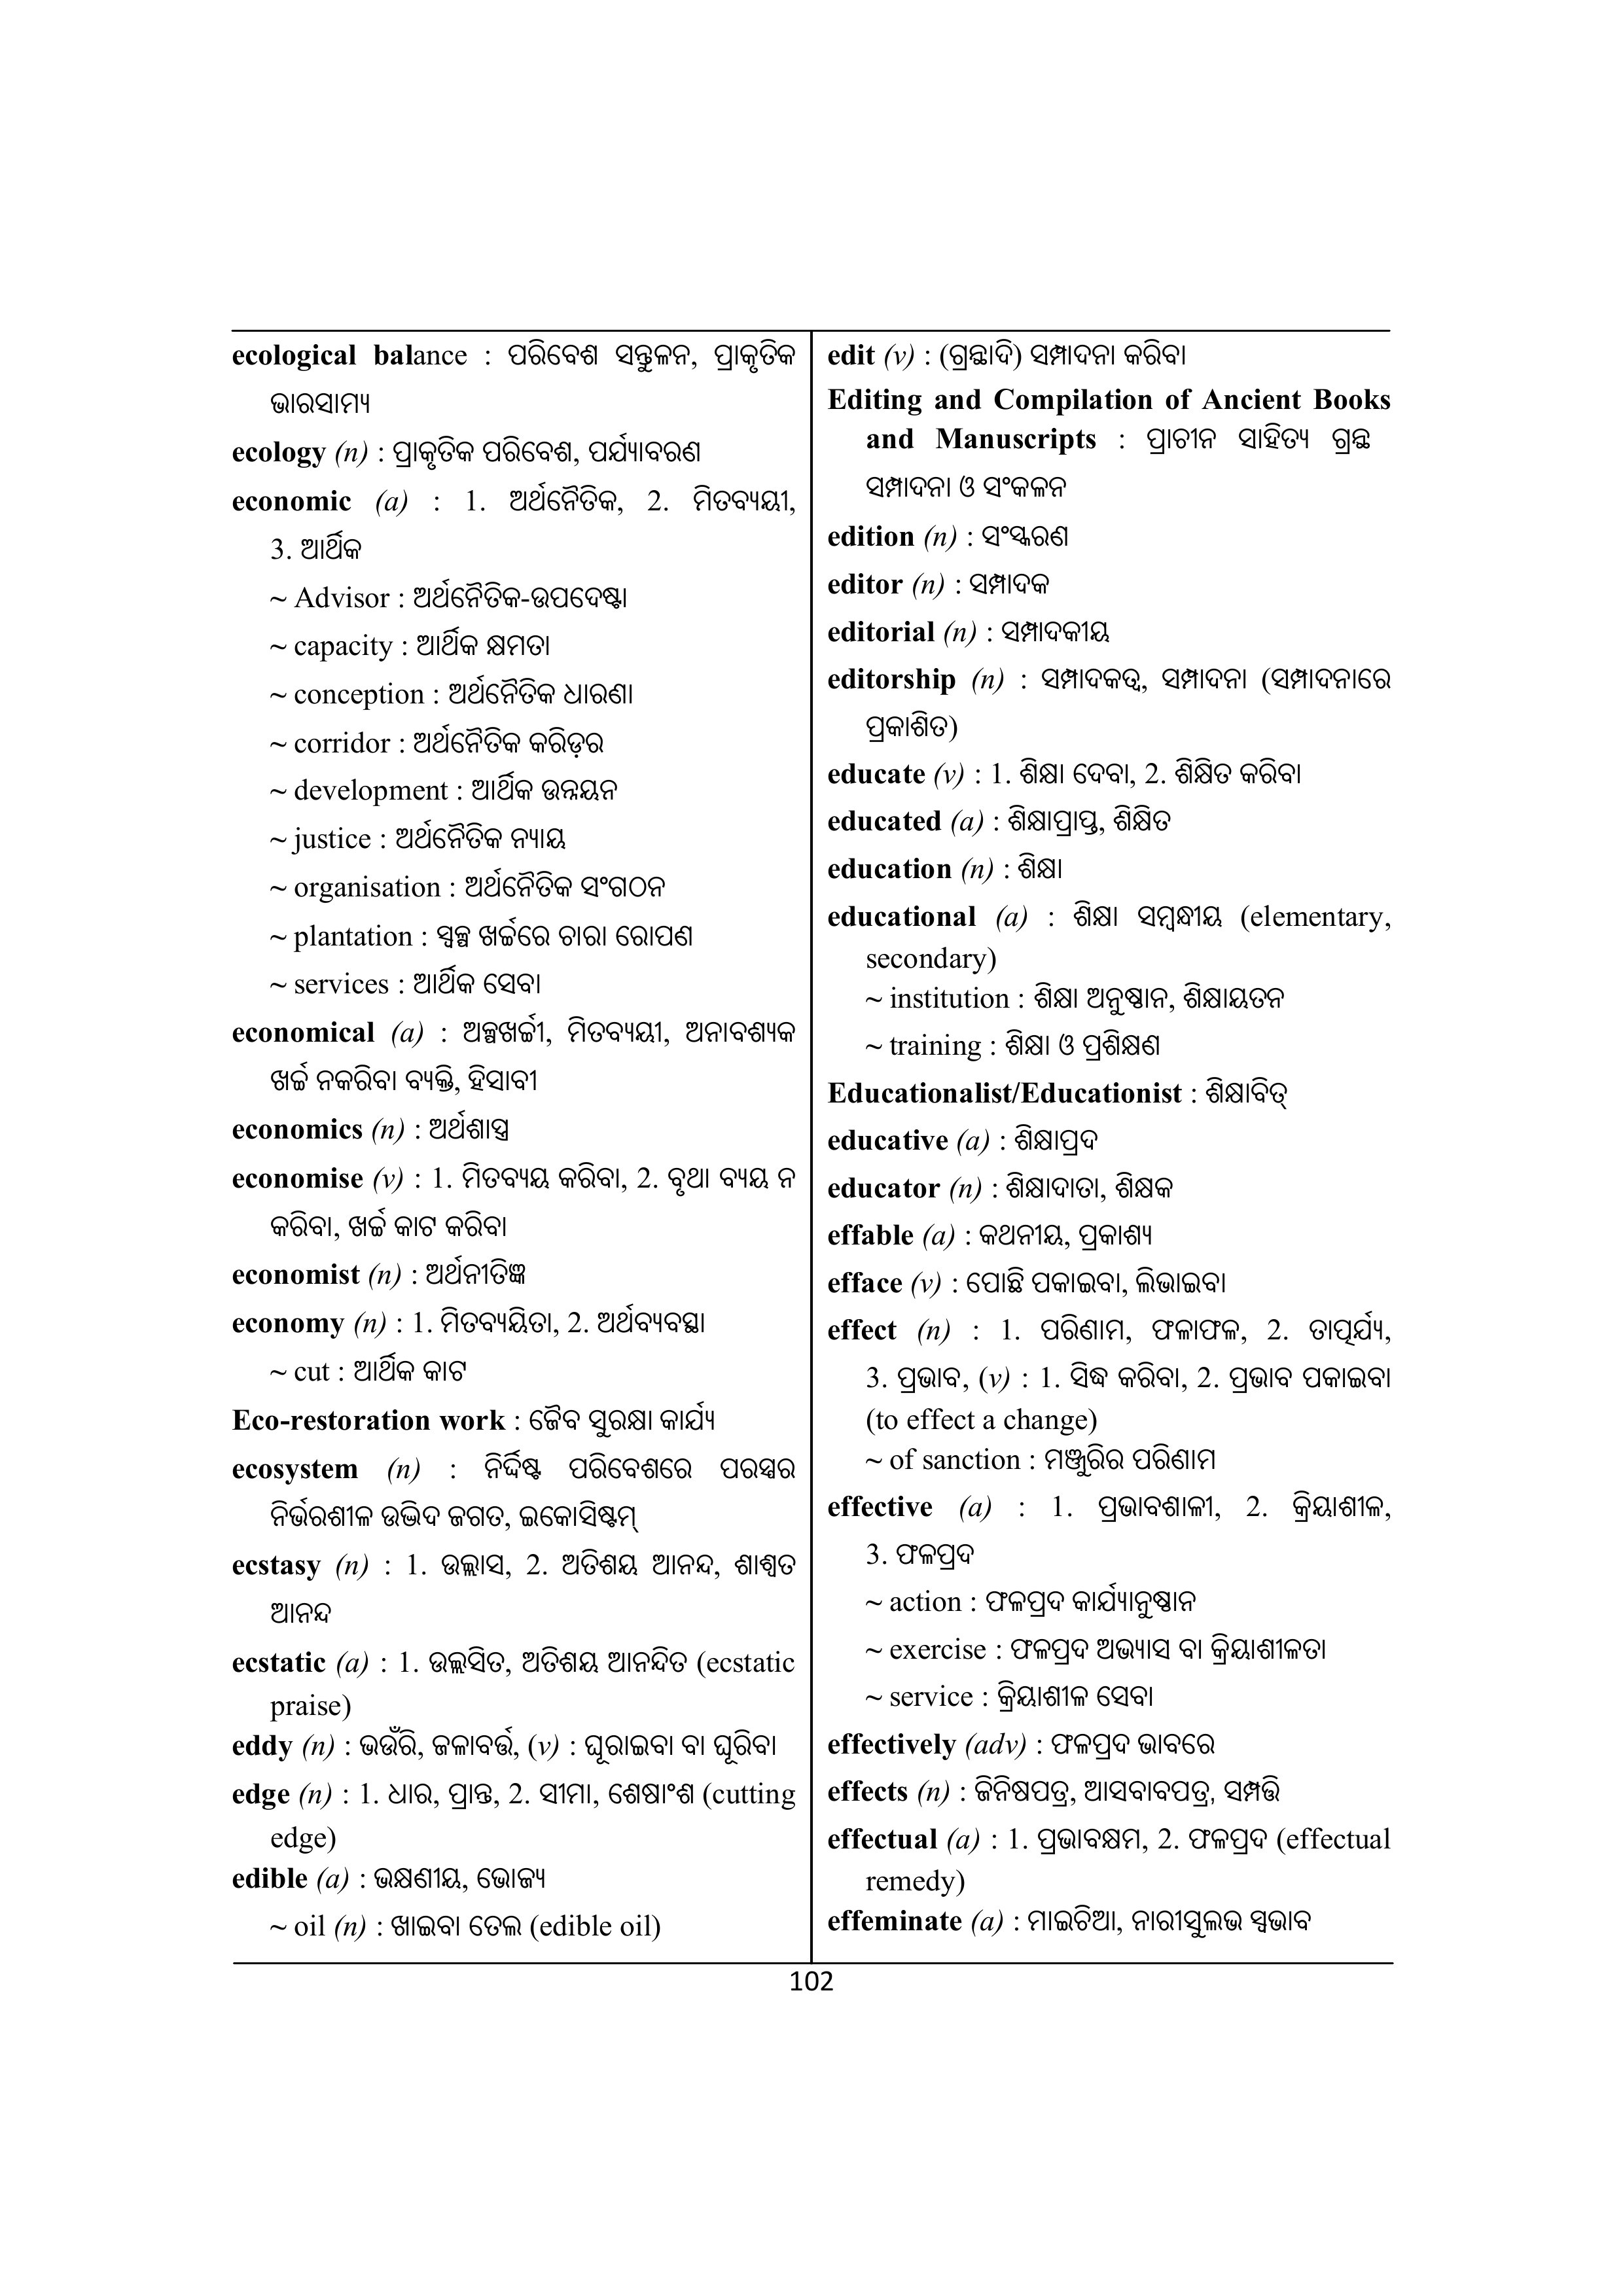 ecological balance : ପରିବେଶ ସନ୍ତୁଳନ, ପ୍ରାକୃତିକ
ଭାରସାମ୍ୟ
ecology (n) : ପ୍ରାକୃତିକ ପରିବେଶ, ପର୍ଯ୍ୟାବରଣ
economic (a) : 1. ଅର୍ଥନୈତିକ, 2. ମିତବ୍ୟୟୀ,
3. ଆର୍ଥିକ
~ Advisor : ଅର୍ଥନୈତିକ-ଉପଦେଷ୍ଟା
~ capacity : ଆର୍ଥିକ କ୍ଷମତା
~ conception : ଅର୍ଥନୈତିକ ଧାରଣା
~ corridor : ଅର୍ଥନୈତିକ କରିଡ଼ର
~ development : ଆର୍ଥିକ ଉନ୍ନୟନ
~ justice : ଅର୍ଥନୈତିକ ନ୍ୟାୟ
~ organisation : ଅର୍ଥନୈତିକ ସଂଗଠନ
~ plantation : ସ୍ୱଳ୍ପ ଖର୍ଚ୍ଚରେ ଚାରା ରୋପଣ
~ services : ଆର୍ଥିକ ସେବା
economical (a) : ଅଳ୍ପଖର୍ଚ୍ଚୀ, ମିତବ୍ୟୟୀ, ଅନାବଶ୍ୟକ
ଖର୍ଚ୍ଚ ନକରିବା ବ୍ୟକ୍ତି, ହିସାବୀ
economics (n) : ଅର୍ଥଶାସ୍ତ୍ର
economise (v) : 1. ମିତବ୍ୟୟ କରିବା, 2. ବୃଥା ବ୍ୟୟ ନ
କରିବା, ଖର୍ଚ୍ଚ କାଟ କରିବା
economist (n) : ଅର୍ଥନୀତିଜ୍ଞ
economy (n) : 1. ମିତବ୍ୟୟିତା, 2. ଅର୍ଥବ୍ୟବସ୍ଥା
~ cut : ଆର୍ଥିକ କାଟ
Eco-restoration work : ଜୈବ ସୁରକ୍ଷା କାର୍ଯ୍ୟ
ecosystem (n) : ନିର୍ଦ୍ଦିଷ୍ଟ ପରିବେଶରେ ପରସ୍ପର
ନିର୍ଭରଶୀଳ ଉଦ୍ଭିଦ ଜଗତ, ଇକୋସିଷ୍ଟମ୍
ecstasy (n) : 1. ଉଲ୍ଲାସ, 2. ଅତିଶୟ ଆନନ୍ଦ, ଶାଶ୍ୱତ
ଆନନ୍ଦ
ecstatic (a) : 1. ଉଲ୍ଲସିତ, ଅତିଶୟ ଆନନ୍ଦିତ (ecstatic
praise)
eddy (n) : ଭଉଁରି, ଜଳାବର୍ତ୍ତ, (v) : ଘୂରାଇବା ବା ଘୂରିବା
edge (n) : 1. ଧାର, ପ୍ରାନ୍ତ, 2. ସୀମା, ଶେଷାଂଶ (cutting
edge)
edible (a) : ଭକ୍ଷଣୀୟ, ଭୋଜ୍ୟ
~ oil (n) : ଖାଇବା ତେଲ (edible oil)
edit (v) : (ଗ୍ରନ୍ଥାଦି) ସମ୍ପାଦନା କରିବା
Editing and Compilation of Ancient Books
and Manuscripts : ପ୍ରାଚୀନ ସାହିତ୍ୟ ଗ୍ରନ୍ଥ
ସମ୍ପାଦନା ଓ ସଂକଳନ
edition (n) : ସଂସ୍କରଣ
editor (n) : ସମ୍ପାଦକ
editorial (n) : ସମ୍ପାଦକୀୟ
editorship (n) : ସମ୍ପାଦକତ୍ୱ, ସମ୍ପାଦନା (ସମ୍ପାଦନାରେ
ପ୍ରକାଶିତ)
educate (v) : 1. ଶିକ୍ଷା ଦେବା, 2. ଶିକ୍ଷିତ କରିବା
educated (a) : ଶିକ୍ଷାପ୍ରାପ୍ତ, ଶିକ୍ଷିତ
education (n) : ଶିକ୍ଷା
educational (a) : ଶିକ୍ଷା ସମ୍ବନ୍ଧୀୟ (elementary,
secondary)
~ institution : ଶିକ୍ଷା ଅନୁଷ୍ଠାନ, ଶିକ୍ଷାୟତନ
~ training : ଶିକ୍ଷା ଓ ପ୍ରଶିକ୍ଷଣ
Educationalist/Educationist : ଶିକ୍ଷାବିତ୍
educative (a) : ଶିକ୍ଷାପ୍ରଦ
educator (n) : ଶିକ୍ଷାଦାତା, ଶିକ୍ଷକ
effable (a) : କଥନୀୟ, ପ୍ରକାଶ୍ୟ
efface (v) : ପୋଛି ପକାଇବା, ଲିଭାଇବା
effect (n) : 1. ପରିଣାମ, ଫଳାଫଳ, 2. ତାତ୍ପର୍ଯ୍ୟ,
3. ପ୍ରଭାବ, (v) : 1. ସିଦ୍ଧ କରିବା, 2. ପ୍ରଭାବ ପକାଇବା
(to effect a change)
~ of sanction : ମଞ୍ଜୁରିର ପରିଣାମ
effective (a) : 1. ପ୍ରଭାବଶାଳୀ, 2. କ୍ରିୟାଶୀଳ,
3. ଫଳପ୍ରଦ
~ action : ଫଳପ୍ରଦ କାର୍ଯ୍ୟାନୁଷ୍ଠାନ
~ exercise : ଫଳପ୍ରଦ ଅଭ୍ୟାସ ବା କ୍ରିୟାଶୀଳତା
~ service : କ୍ରିୟାଶୀଳ ସେବା
effectively (adv) : ଫଳପ୍ରଦ ଭାବରେ
effects (n) : ଜିନିଷପତ୍ର, ଆସବାବପତ୍ର, ସମ୍ପତ୍ତି
effectual (a) : 1. ପ୍ରଭାବକ୍ଷମ, 2. ଫଳପ୍ରଦ (effectual
remedy)
effeminate (a) : ମାଇଚିଆ, ନାରୀସୁଲଭ ସ୍ୱଭାବ
102